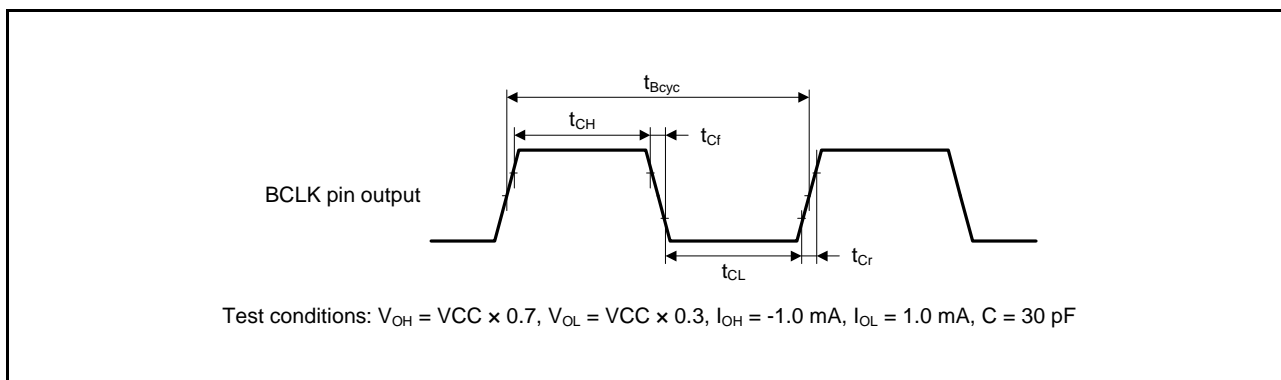 tBcyc
tCH
tCf
BCLK pin output
tCL
tCr
Test conditions: VOH = VCC × 0.7, VOL = VCC × 0.3, IOH = -1.0 mA, IOL = 1.0 mA, C = 30 pF